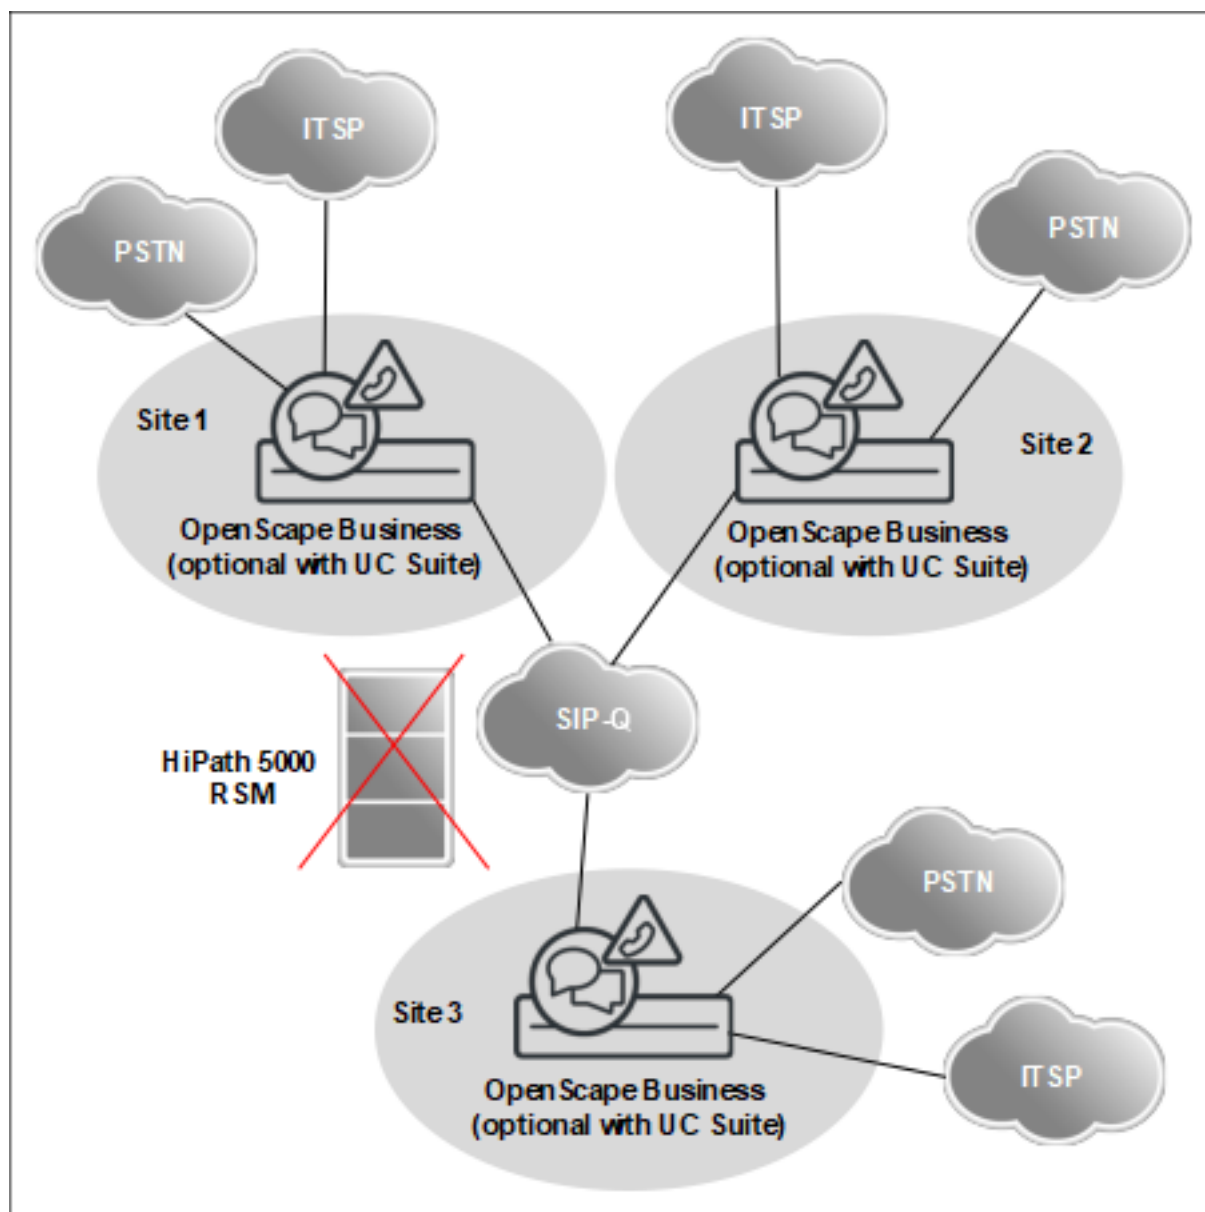 ITSP
ITSP
PSTN
PSTN
Site 1
Site 2
OpenScape Business
(optional with UC Suite)
OpenScape Business
(optional with UC Suite)
SIP-Q
HiPath 5000
RSM
PSTN
Site 3
ITSP
OpenScape Business
(optional with UC Suite)